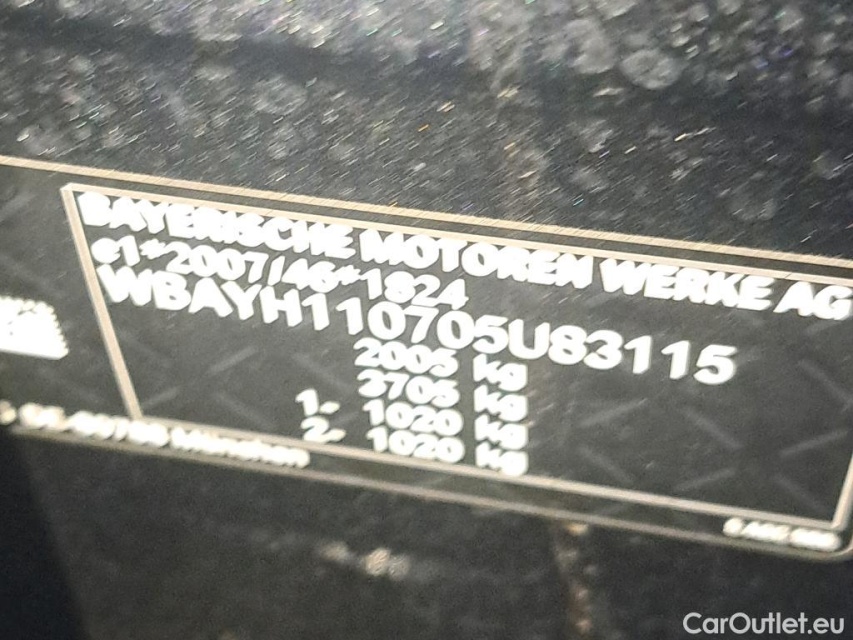 BAYERISCHE MOTOREN WERKE AG
e1*2007/46*1824
WBAYH110705U83115
2005 kg
3705 kg
1- 1020 kg
2- 1020 kg
München
CarOutlet.eu